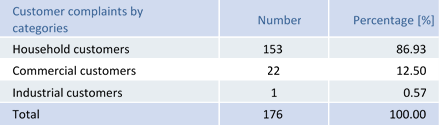 Customer complaints by
categories Number Percentage [%]
Household customers 153 86.93
Commercial customers 22 12.50
Industrial customers 1 0.57
Total 176 100.00